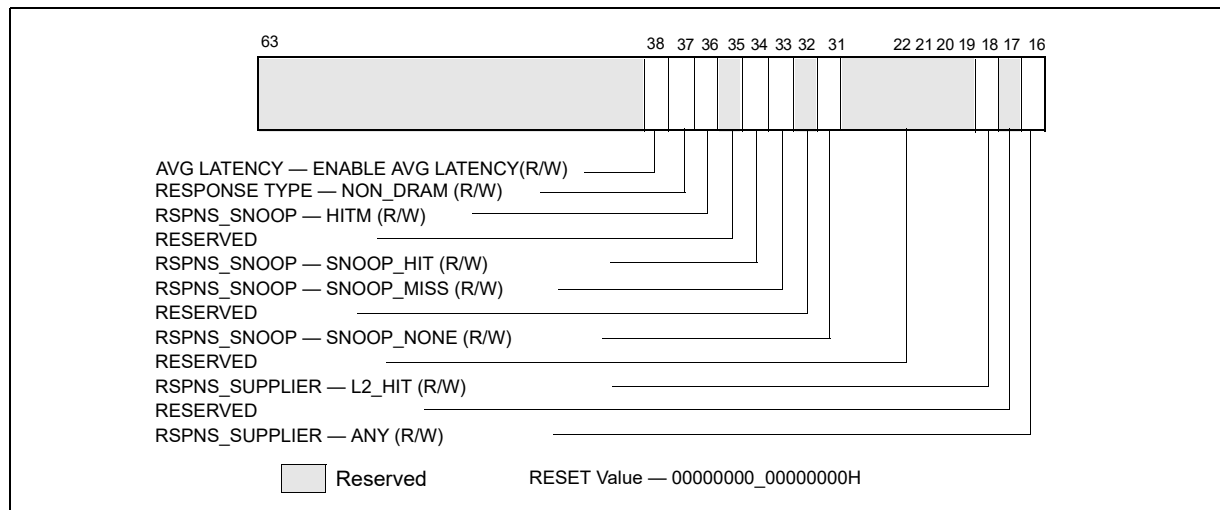 63 38 37 36 35 34 33 32 31 22 21 20 19 18 17 16
AVG LATENCY — ENABLE AVG LATENCY(R/W)
RESPONSE TYPE — NON_DRAM (R/W)
RSPNS_SNOOP — HITM (R/W)
RESERVED
RSPNS_SNOOP — SNOOP_HIT (R/W)
RSPNS_SNOOP — SNOOP_MISS (R/W)
RESERVED
RSPNS_SNOOP — SNOOP_NONE (R/W)
RESERVED
RSPNS_SUPPLIER — L2_HIT (R/W)
RESERVED
RSPNS_SUPPLIER — ANY (R/W)
Reserved RESET Value — 00000000_00000000H